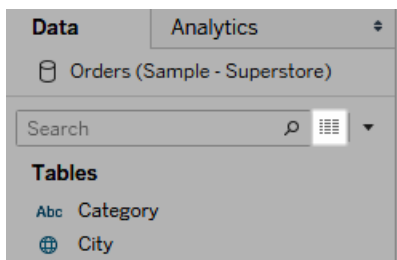 Data Analytics
Orders (Sample - Superstore)
Search
Tables
Abc Category
City